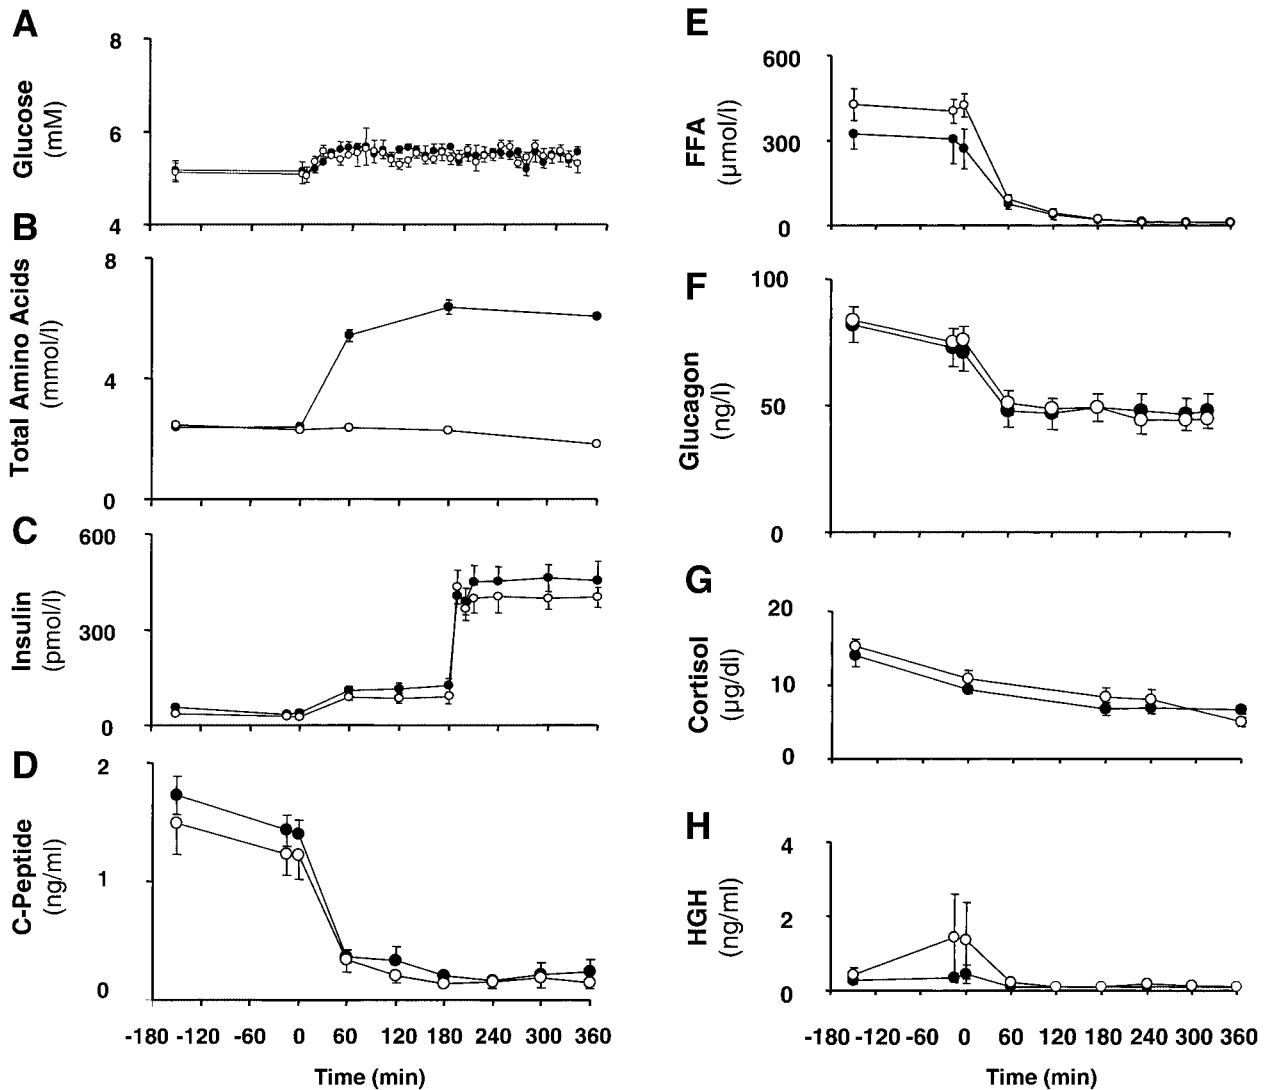 A
8
6
4
Glucose
(mM)
B
8
4
0
Total Amino Acids
(mmol/l)
C
600
300
0
Insulin
(pmol/l)
D
2
1
0
C-Peptide
(ng/ml)
-180 -120 -60 0 60 120 180 240 300 360
Time (min)
E
600
300
0
FFA
(µmol/l)
F
100
50
0
Glucagon
(ng/l)
G
20
10
0
Cortisol
(µg/dl)
H
4
2
0
HGH
(ng/ml)
-180 -120 -60 0 60 120 180 240 300 360
Time (min)